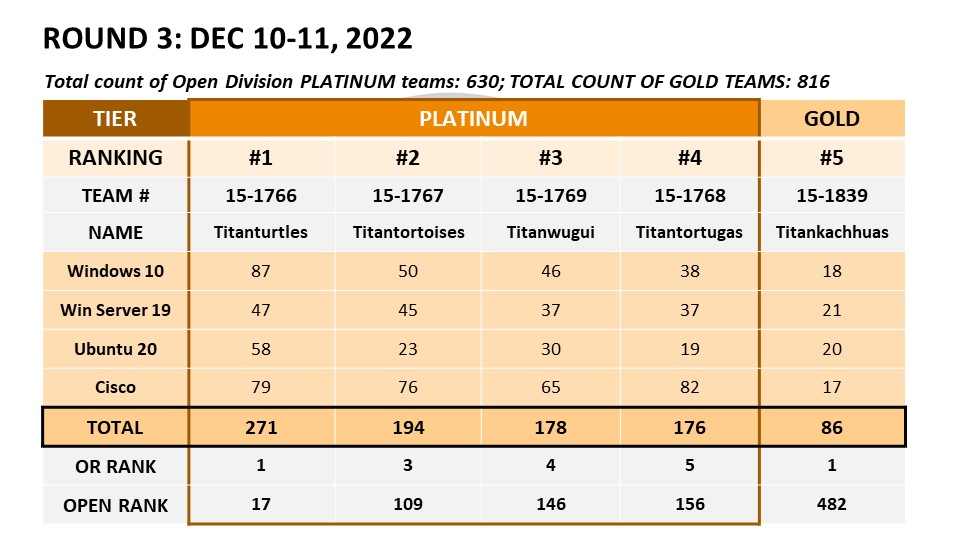 ROUND 3: DEC 10-11, 2022
Total count of Open Division PLATINUM teams: 630; TOTAL COUNT OF GOLD TEAMS: 816
TIER PLATINUM GOLD
RANKING #1 #2 #3 #4 #5
TEAM # 15-1766 15-1767 15-1769 15-1768 15-1839
NAME Titanturtles Titantortoises Titanwugui Titantortugas Titankachhuas
Windows 10 87 50 46 38 18
Win Server 19 47 45 37 37 21
Ubuntu 20 58 23 30 19 20
Cisco 79 76 65 82 17
TOTAL 271 194 178 176 86
OR RANK 1 3 4 5 1
OPEN RANK 17 109 146 156 482